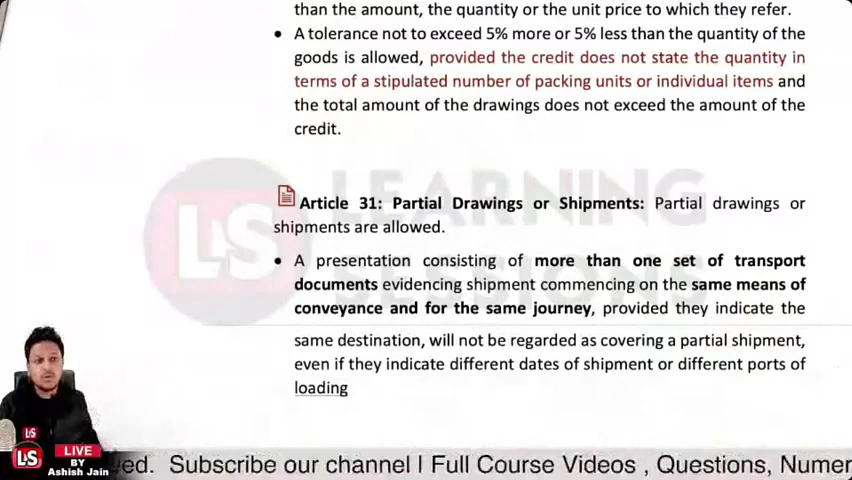 than the amount, the quantity or the unit price to which they refer.
• A tolerance not to exceed 5% more or 5% less than the quantity of the
goods is allowed, provided the credit does not state the quantity in
terms of a stipulated number of packing units or individual items and
the total amount of the drawings does not exceed the amount of the
credit.
LEARNING
SESSIONS
LS
Article 31: Partial Drawings or Shipments: Partial drawings or
shipments are allowed.
• A presentation consisting of more than one set of transport
documents evidencing shipment commencing on the same means of
conveyance and for the same journey, provided they indicate the
same destination, will not be regarded as covering a partial shipment,
even if they indicate different dates of shipment or different ports of
loading
LS
LS
LIVE
BY
Ashish Jain
ed. Subscribe our channel I Full Course Videos , Questions, Numer